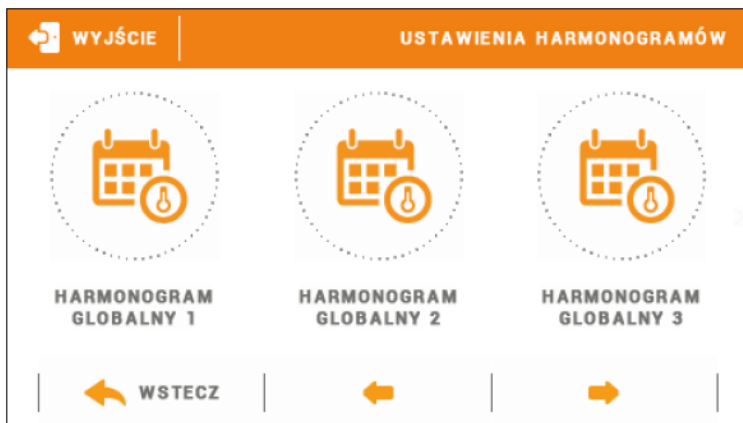 WYJŚCIE
USTAWIENIA HARMONOGRAMÓW
HARMONOGRAM
GLOBALNY 1
HARMONOGRAM
GLOBALNY 2
HARMONOGRAM
GLOBALNY 3
WSTECZ